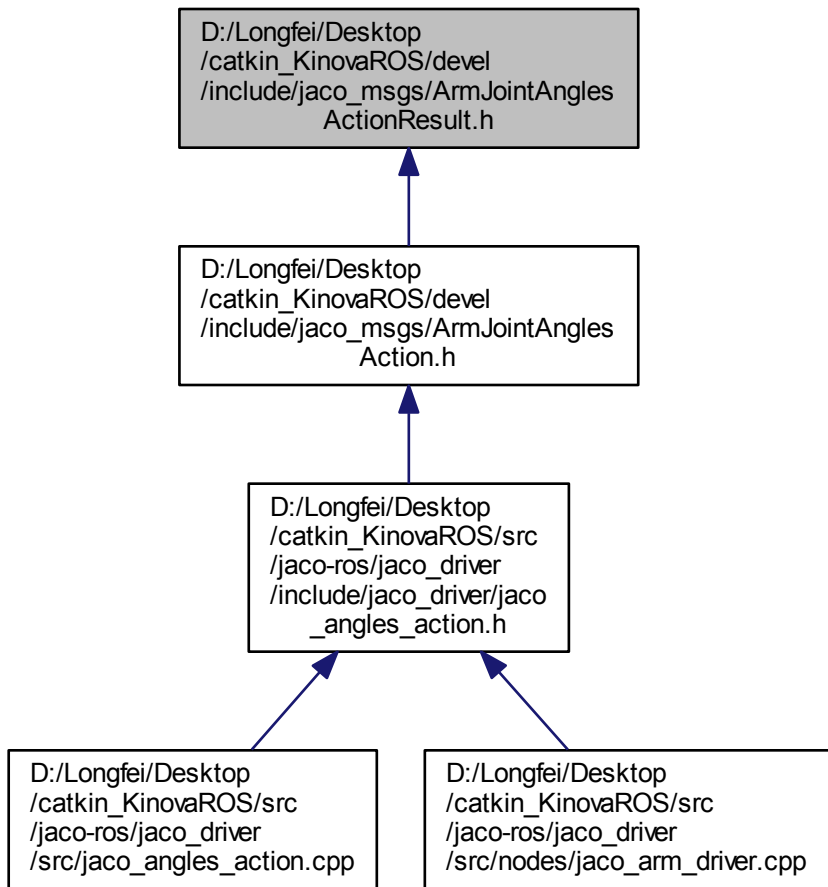 D:/Longfei/Desktop
/catkin_KinovaROS/devel
/include/jaco_msgs/ArmJointAngles
ActionResult.h
D:/Longfei/Desktop
/catkin_KinovaROS/devel
/include/jaco_msgs/ArmJointAngles
Action.h
D:/Longfei/Desktop
/catkin_KinovaROS/src
/jaco-ros/jaco_driver
/include/jaco_driver/jaco
_angles_action.h
D:/Longfei/Desktop
/catkin_KinovaROS/src
/jaco-ros/jaco_driver
/src/jaco_angles_action.cpp
D:/Longfei/Desktop
/catkin_KinovaROS/src
/jaco-ros/jaco_driver
/src/nodes/jaco_arm_driver.cpp